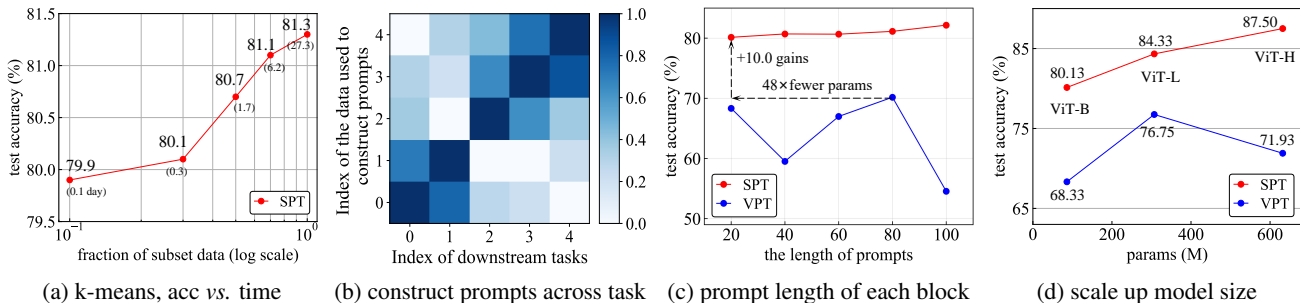 81.5
81.0
80.5
80.0
79.5
test accuracy (%)
79.9
(0.1 day)
80.1
(0.3)
80.7
(1.7)
81.1
(6.2)
81.3
(27.3)
SPT
10⁻¹
10⁰
fraction of subset data (log scale)
(a) k-means, acc vs. time
Index of the data used to
construct prompts
4
3
2
1
0
0 1 2 3 4
Index of downstream tasks
1.0
0.8
0.6
0.4
0.2
0.0
(b) construct prompts across task
test accuracy (%)
80
70
60
50
+10.0 gains
48×fewer params
SPT
VPT
20 40 60 80 100
the length of prompts
(c) prompt length of each block
test accuracy (%)
85
75
65
80.13
ViT-B
84.33
ViT-L
87.50
ViT-H
68.33
76.75
71.93
SPT
VPT
0 200 400 600
params (M)
(d) scale up model size